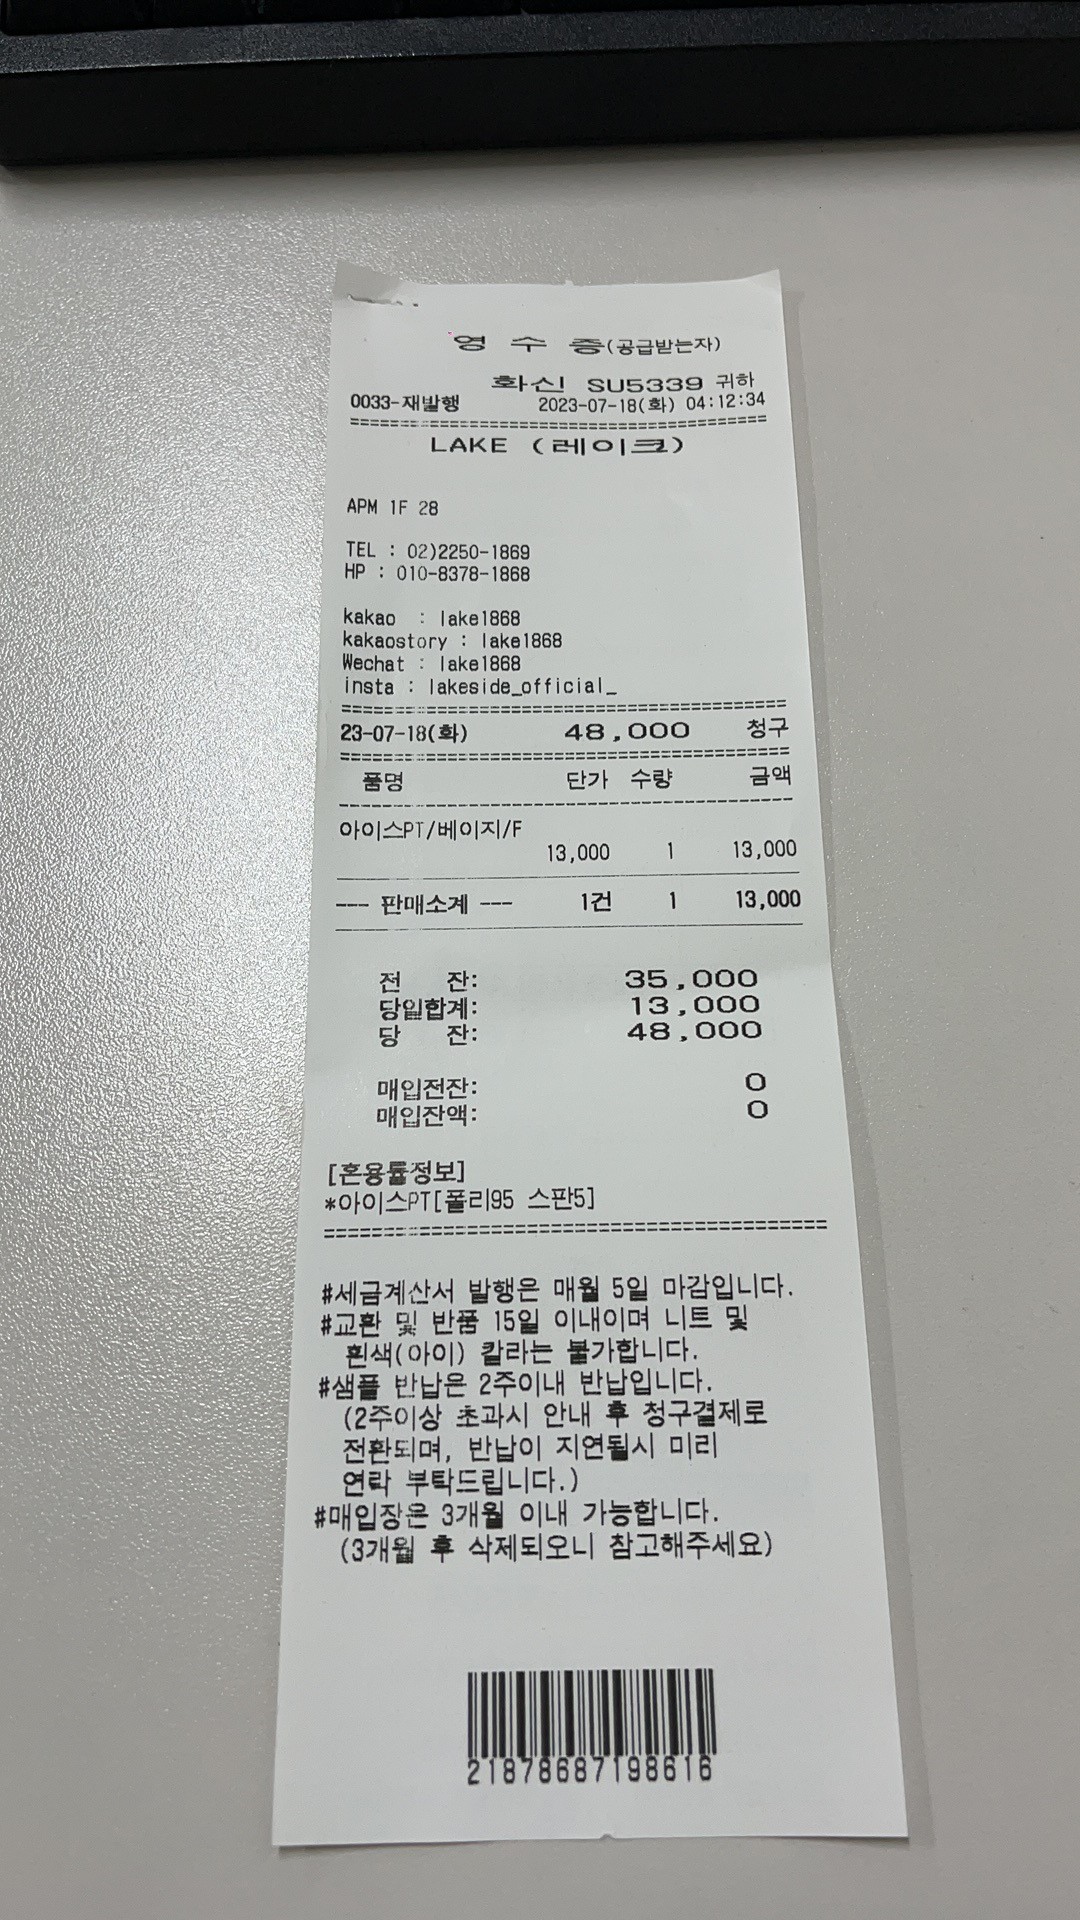 영 수 증(공급받는자)
화신 SU5339 귀하
0033-재발행 2023-07-18(화) 04:12:34
========================================
LAKE (레이크)
APM 1F 28
TEL : 02)2250-1869
HP : 010-8378-1868
kakao : lake1868
kakaostory : lake1868
Wechat : lake1868
insta : lakeside_official_
========================================
23-07-18(화) 48,000 청구
========================================
품명 단가 수량 금액
----------------------------------------
아이스PT/베이지/F
13,000 1 13,000
--- 판매소계 --- 1건 1 13,000
전 잔: 35,000
당일합계: 13,000
당 잔: 48,000
매입전잔: 0
매입잔액: 0
[혼용률정보]
*아이스PT[폴리95 스판5]
========================================
#세금계산서 발행은 매월 5일 마감입니다.
#교환 및 반품 15일 이내이며 니트 및
흰색(아이) 칼라는 불가합니다.
#샘플 반납은 2주이내 반납입니다.
(2주이상 초과시 안내 후 청구결제로
전환되며, 반납이 지연될시 미리
연락 부탁드립니다.)
#매입장은 3개월 이내 가능합니다.
(3개월 후 삭제되오니 참고해주세요)
21878687198616